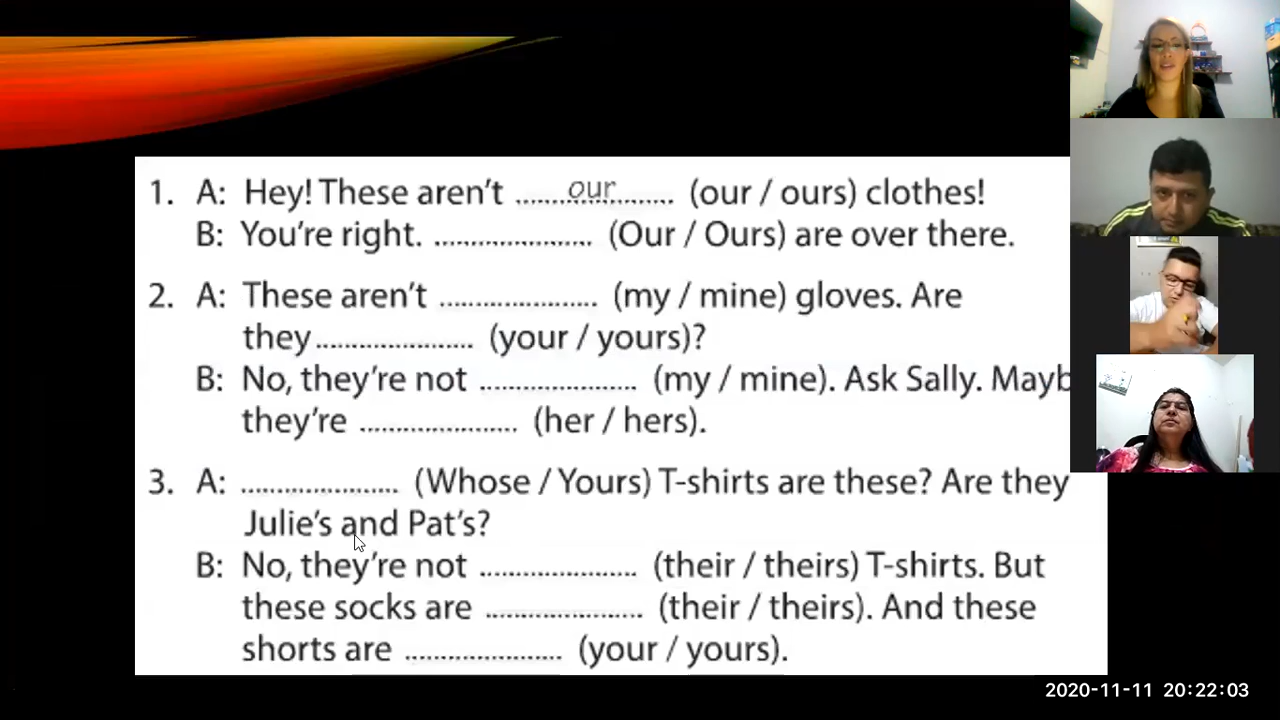 1. A: Hey! These aren't ......our...... (our / ours) clothes!
B: You're right. ...................... (Our / Ours) are over there.
2. A: These aren't ...................... (my / mine) gloves. Are
they ...................... (your / yours)?
B: No, they're not ...................... (my / mine). Ask Sally. Mayb
they're ...................... (her / hers).
3. A: ...................... (Whose / Yours) T-shirts are these? Are they
Julie's and Pat's?
B: No, they're not ...................... (their / theirs) T-shirts. But
these socks are ...................... (their / theirs). And these
shorts are ...................... (your / yours).
2020-11-11 20:22:03